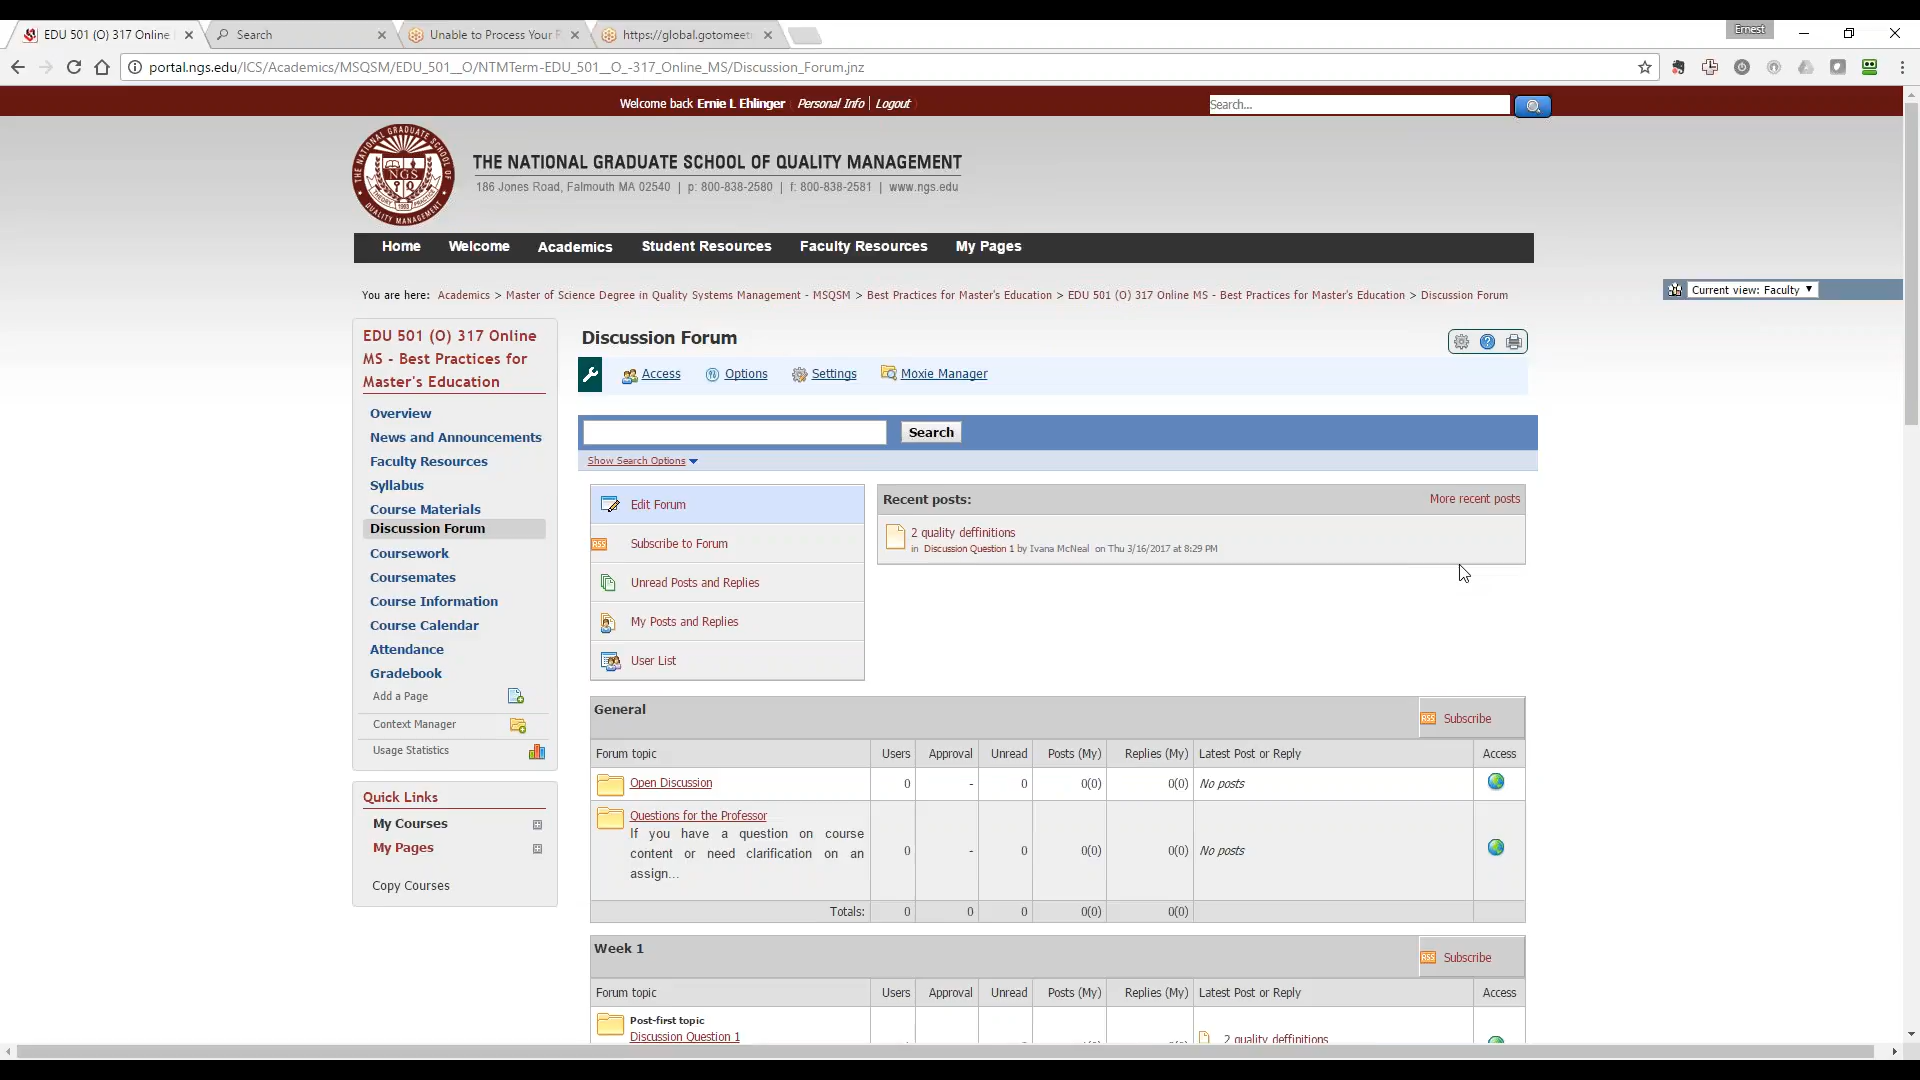 EDU 501 (O) 317 Online
Search
Unable to Process Your F
https://global.gotomeeti
Ernest
portal.ngs.edu/ICS/Academics/MSQSM/EDU_501__O/NTMTerm-EDU_501__O_-317_Online_MS/Discussion_Forum.jnz
Welcome back Ernie L Ehlinger Personal Info | Logout
Search...
THE NATIONAL GRADUATE SCHOOL OF QUALITY MANAGEMENT
186 Jones Road, Falmouth MA 02540 | p: 800-838-2580 | f: 800-838-2581 | www.ngs.edu
THE NATIONAL GRADUATE SCHOOL OF
NGS
QUALITY MANAGEMENT
Home Welcome Academics Student Resources Faculty Resources My Pages
You are here: Academics > Master of Science Degree in Quality Systems Management - MSQSM > Best Practices for Master's Education > EDU 501 (O) 317 Online MS - Best Practices for Master's Education > Discussion Forum
Current view: Faculty
EDU 501 (O) 317 Online
MS - Best Practices for
Master's Education
Overview
News and Announcements
Faculty Resources
Syllabus
Course Materials
Discussion Forum
Coursework
Coursemates
Course Information
Course Calendar
Attendance
Gradebook
Add a Page
Context Manager
Usage Statistics
Quick Links
My Courses
My Pages
Copy Courses
Discussion Forum
Access Options Settings Moxie Manager
Search
Show Search Options
Edit Forum
RSS Subscribe to Forum
Unread Posts and Replies
My Posts and Replies
User List
Recent posts: More recent posts
2 quality deffinitions
in Discussion Question 1 by Ivana McNeal on Thu 3/16/2017 at 8:29 PM
General RSS Subscribe
Forum topic Users Approval Unread Posts (My) Replies (My) Latest Post or Reply Access
Open Discussion 0 - 0 0(0) 0(0) No posts
Questions for the Professor
If you have a question on course
content or need clarification on an
assign...
0 - 0 0(0) 0(0) No posts
Totals: 0 0 0 0(0) 0(0)
Week 1 RSS Subscribe
Forum topic Users Approval Unread Posts (My) Replies (My) Latest Post or Reply Access
Post-first topic
Discussion Question 1
2 quality deffinitions